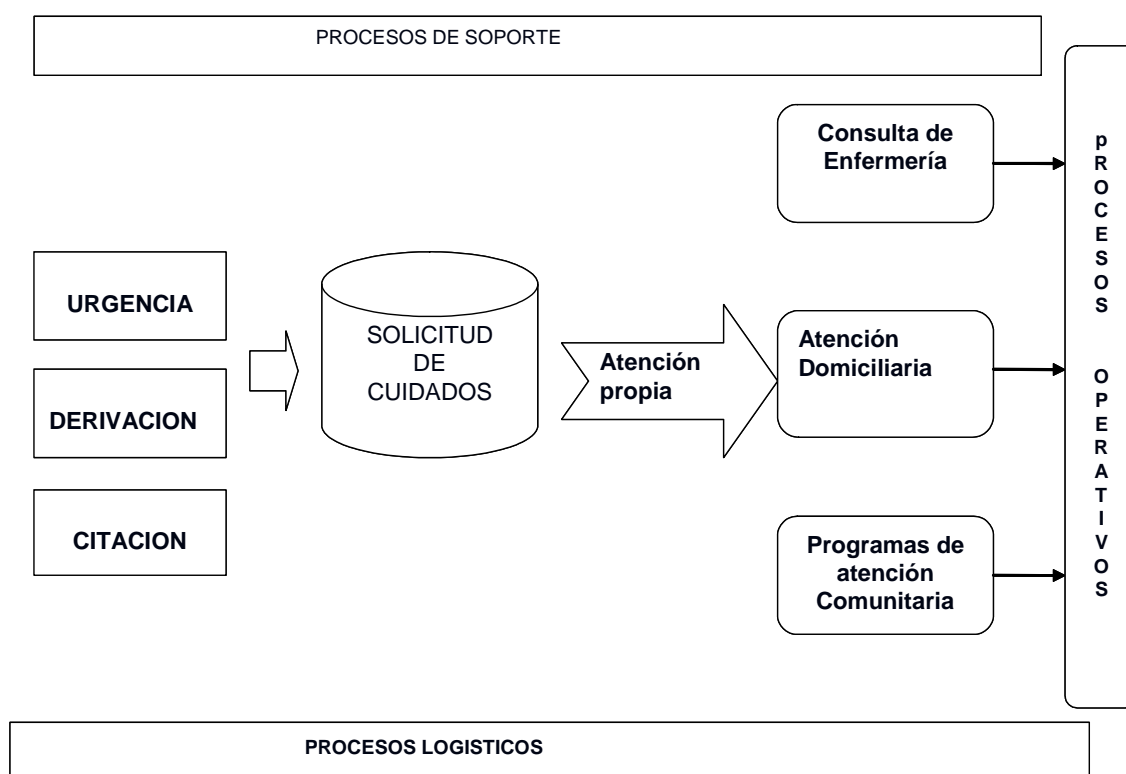 PROCESOS DE SOPORTE
Consulta de
Enfermería
URGENCIA
DERIVACION
CITACION
SOLICITUD
DE
CUIDADOS
Atención
propia
Atención
Domiciliaria
Programas de
atención
Comunitaria
pROCESOS OPERATIVOS
PROCESOS LOGISTICOS